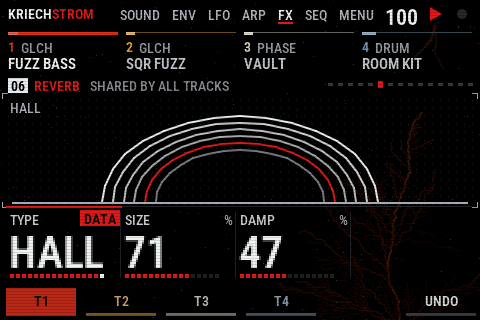 KRIECHSTROM SOUND ENV LFO ARP FX SEQ MENU 100
1 GLCH 2 GLCH 3 PHASE 4 DRUM
FUZZ BASS SQR FUZZ VAULT ROOM KIT
06 REVERB SHARED BY ALL TRACKS
HALL
TYPE DATA SIZE % DAMP %
HALL 71 47
T1 T2 T3 T4 UNDO